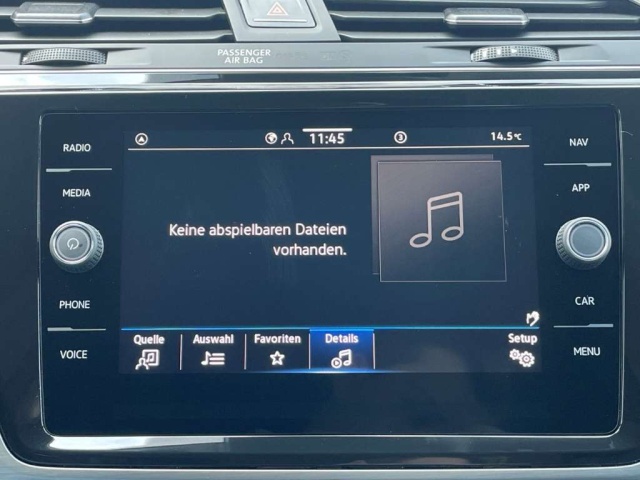 PASSENGER
AIR BAG
11:45
3
14.5°C
RADIO
NAV
MEDIA
APP
Keine abspielbaren Dateien
vorhanden.
PHONE
CAR
VOICE
Quelle
Auswahl
Favoriten
Details
Setup
MENU